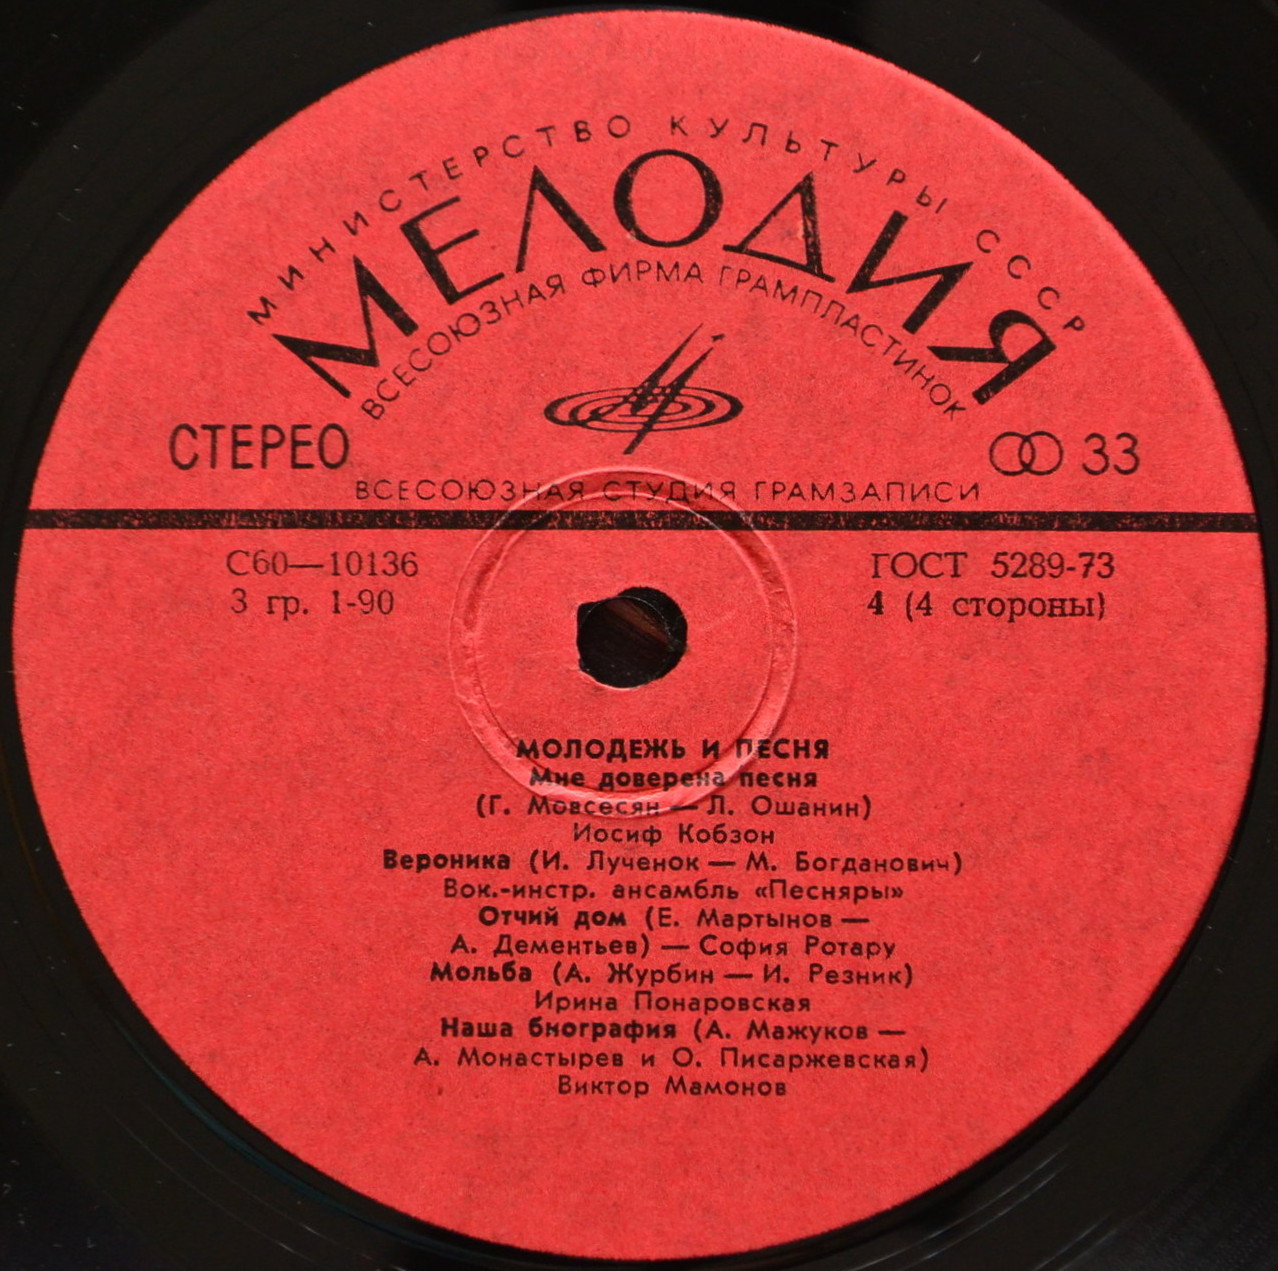 МИНИСТЕРСТВО КУЛЬТУРЫ СССР
МЕЛОДИЯ
ВСЕСОЮЗНАЯ ФИРМА ГРАМПЛАСТИНОК
СТЕРЕО
33
ВСЕСОЮЗНАЯ СТУДИЯ ГРАМЗАПИСИ
С60—10136
ГОСТ 5289-73
3 гр. 1-90
4 (4 стороны)
МОЛОДЕЖЬ И ПЕСНЯ
Мне доверена песня
(Г. Мовсесян — Л. Ошанин)
Иосиф Кобзон
Вероника (И. Лученок — М. Богданович)
Вок.-инстр. ансамбль «Песняры»
Отчий дом (Е. Мартынов —
А. Дементьев) — София Ротару
Мольба (А. Журбин — И. Резник)
Ирина Понаровская
Наша биография (А. Мажуков —
А. Монастырев и О. Писаржевская)
Виктор Мамонов